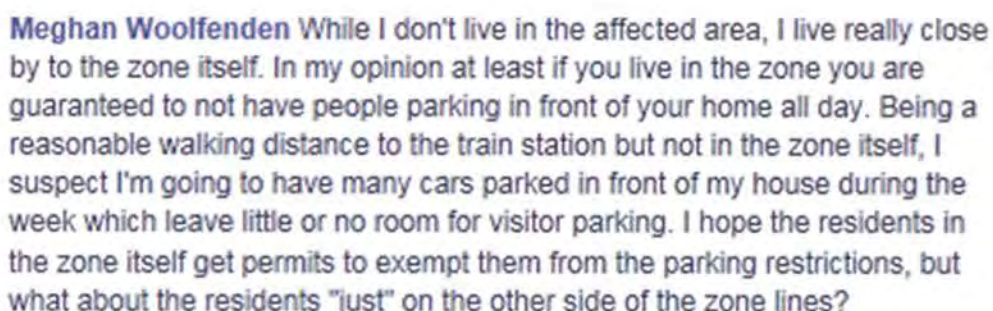 Meghan Woolfenden While I don't live in the affected area, I live really close
by to the zone itself. In my opinion at least if you live in the zone you are
guaranteed to not have people parking in front of your home all day. Being a
reasonable walking distance to the train station but not in the zone itself, I
suspect I'm going to have many cars parked in front of my house during the
week which leave little or no room for visitor parking. I hope the residents in
the zone itself get permits to exempt them from the parking restrictions, but
what about the residents "just" on the other side of the zone lines?